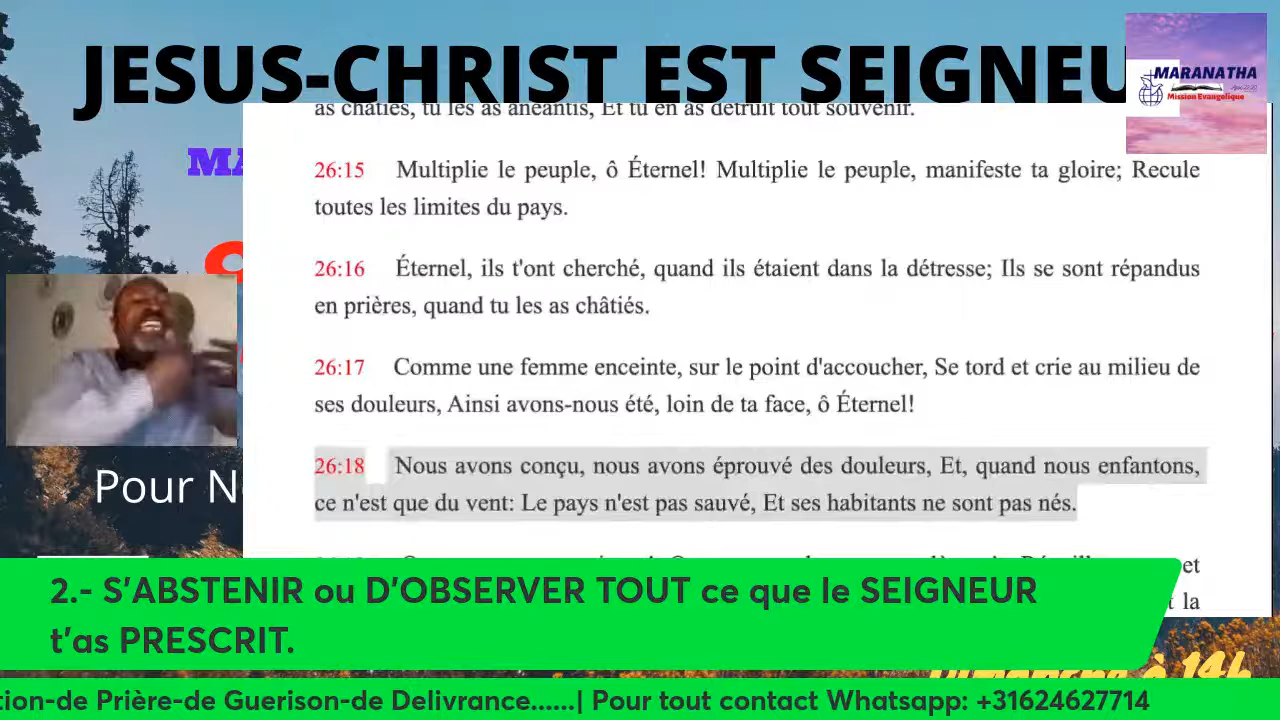 JESUS-CHRIST EST SEIGNEU
MARANATHA
Mission Evangelique
MA
as châtiés, tu les as anéantis, Et tu en as détruit tout souvenir.
26:15 Multiplie le peuple, ô Éternel! Multiplie le peuple, manifeste ta gloire; Recule
toutes les limites du pays.
26:16 Éternel, ils t'ont cherché, quand ils étaient dans la détresse; Ils se sont répandus
en prières, quand tu les as châtiés.
26:17 Comme une femme enceinte, sur le point d'accoucher, Se tord et crie au milieu de
ses douleurs, Ainsi avons-nous été, loin de ta face, ô Éternel!
26:18 Nous avons conçu, nous avons éprouvé des douleurs, Et, quand nous enfantons,
ce n'est que du vent: Le pays n'est pas sauvé, Et ses habitants ne sont pas nés.
Pour N
et
la
2.- S'ABSTENIR ou D'OBSERVER TOUT ce que le SEIGNEUR
t'as PRESCRIT.
tion-de Prière-de Guerison-de Delivrance......| Pour tout contact Whatsapp: +31624627714